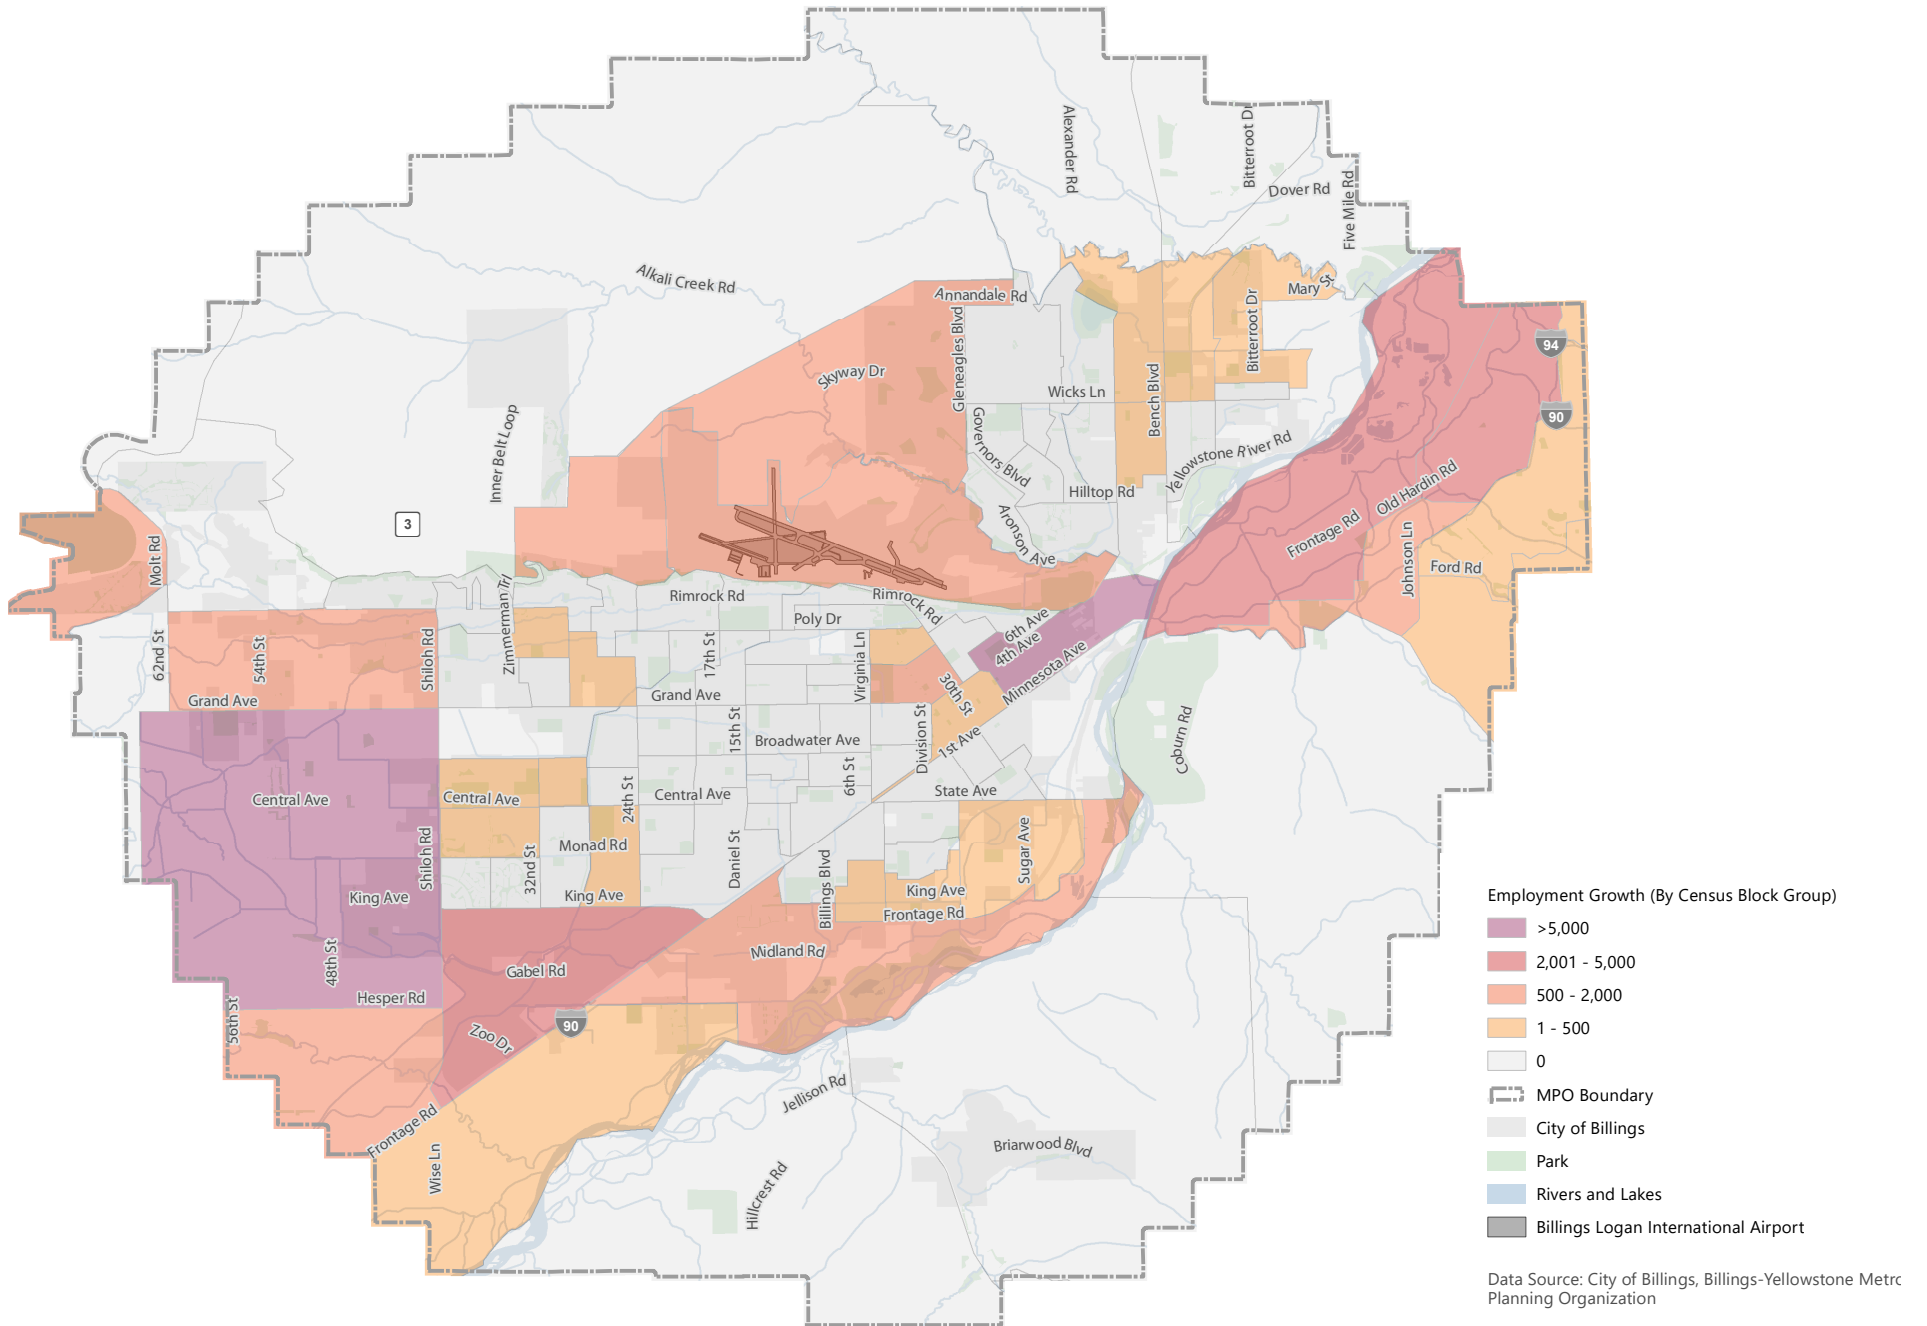 Alexander Rd
Bitterroot Dr
Dover Rd
Five Mile Rd
Alkali Creek Rd
Annandale Rd
Mary St
Gleneagles Blvd
Bitterroot Dr
94
Skyway Dr
Wicks Ln
Bench Blvd
90
Inner Belt Loop
Governors Blvd
Yellowstone River Rd
Hilltop Rd
Old Hardin Rd
3
Aronson Ave
Frontage Rd
Johnson Ln
Molt Rd
Ford Rd
Zimmerman Trl
Rimrock Rd
Rimrock Rd
Poly Dr
6th Ave
4th Ave
62nd St
54th St
Shiloh Rd
17th St
Virginia Ln
Minnesota Ave
30th St
Grand Ave
Grand Ave
15th St
Broadwater Ave
Division St
1st Ave
Coburn Rd
Central Ave
Central Ave
24th St
Central Ave
6th St
State Ave
Shiloh Rd
Monad Rd
Daniel St
Sugar Ave
32nd St
King Ave
King Ave
Billings Blvd
King Ave
Frontage Rd
48th St
Gabel Rd
Midland Rd
Hesper Rd
56th St
Zoo Dr
90
Jellison Rd
Frontage Rd
Wise Ln
Briarwood Blvd
Hillcrest Rd
Employment Growth (By Census Block Group)
>5,000
2,001 - 5,000
500 - 2,000
1 - 500
0
MPO Boundary
City of Billings
Park
Rivers and Lakes
Billings Logan International Airport
Data Source: City of Billings, Billings-Yellowstone Metro
Planning Organization